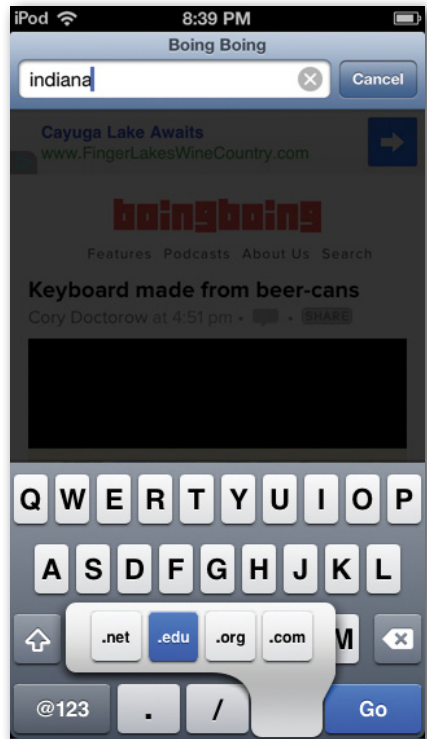 iPod 8:39 PM
Boing Boing
indiana Cancel
Cayuga Lake Awaits
www.FingerLakesWineCountry.com
boingboing
Features Podcasts About Us Search
Keyboard made from beer-cans
Cory Doctorow at 4:51 pm • • SHARE
Q W E R T Y U I O P
A S D F G H J K L
.net .edu .org .com M
@123 . / Go